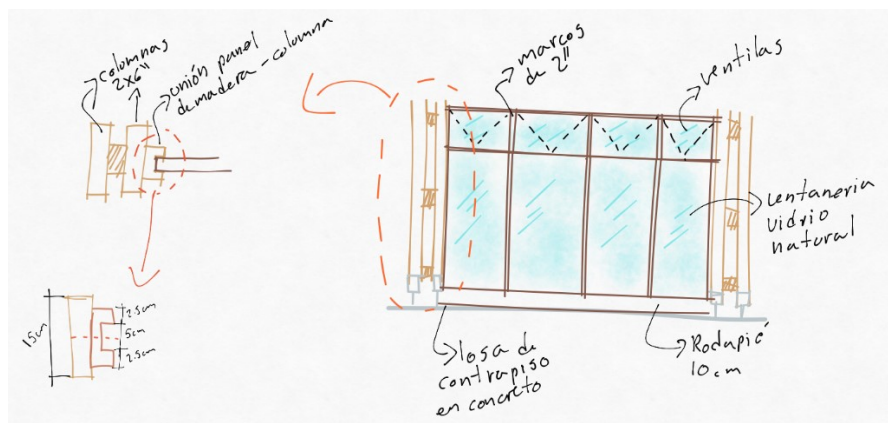 columnas
2x6"
unión panel
de madera-columna
marcos
de 2"
ventilas
ventaneria
vidrio
natural
losa de
contrapiso
en concreto
Rodapié
10cm
15cm
2.5cm
5cm
2.5cm